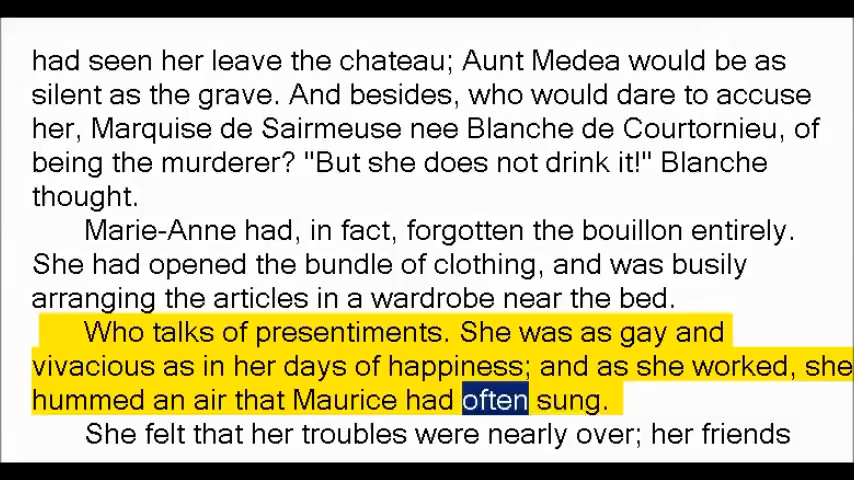 had seen her leave the chateau; Aunt Medea would be as
silent as the grave. And besides, who would dare to accuse
her, Marquise de Sairmeuse nee Blanche de Courtornieu, of
being the murderer? "But she does not drink it!" Blanche
thought.
Marie-Anne had, in fact, forgotten the bouillon entirely.
She had opened the bundle of clothing, and was busily
arranging the articles in a wardrobe near the bed.
Who talks of presentiments. She was as gay and
vivacious as in her days of happiness; and as she worked, she
hummed an air that Maurice had often sung.
She felt that her troubles were nearly over; her friends